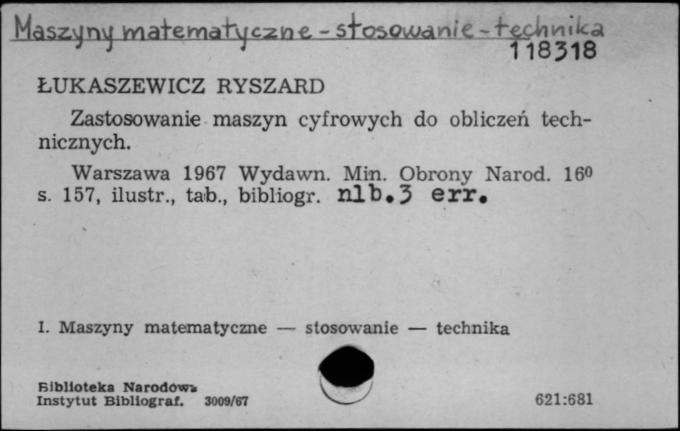 Maszyny matematyczne - stosowanie - technika
118318
ŁUKASZEWICZ RYSZARD
Zastosowanie maszyn cyfrowych do obliczeń tech-
nicznych.
Warszawa 1967 Wydawn. Min. Obrony Narod. 16⁰
s. 157, ilustr., tab., bibliogr. nlb.3 err.
I. Maszyny matematyczne — stosowanie — technika
Biblioteka Narodowa
Instytut Bibliograf. 3009/67
621:681